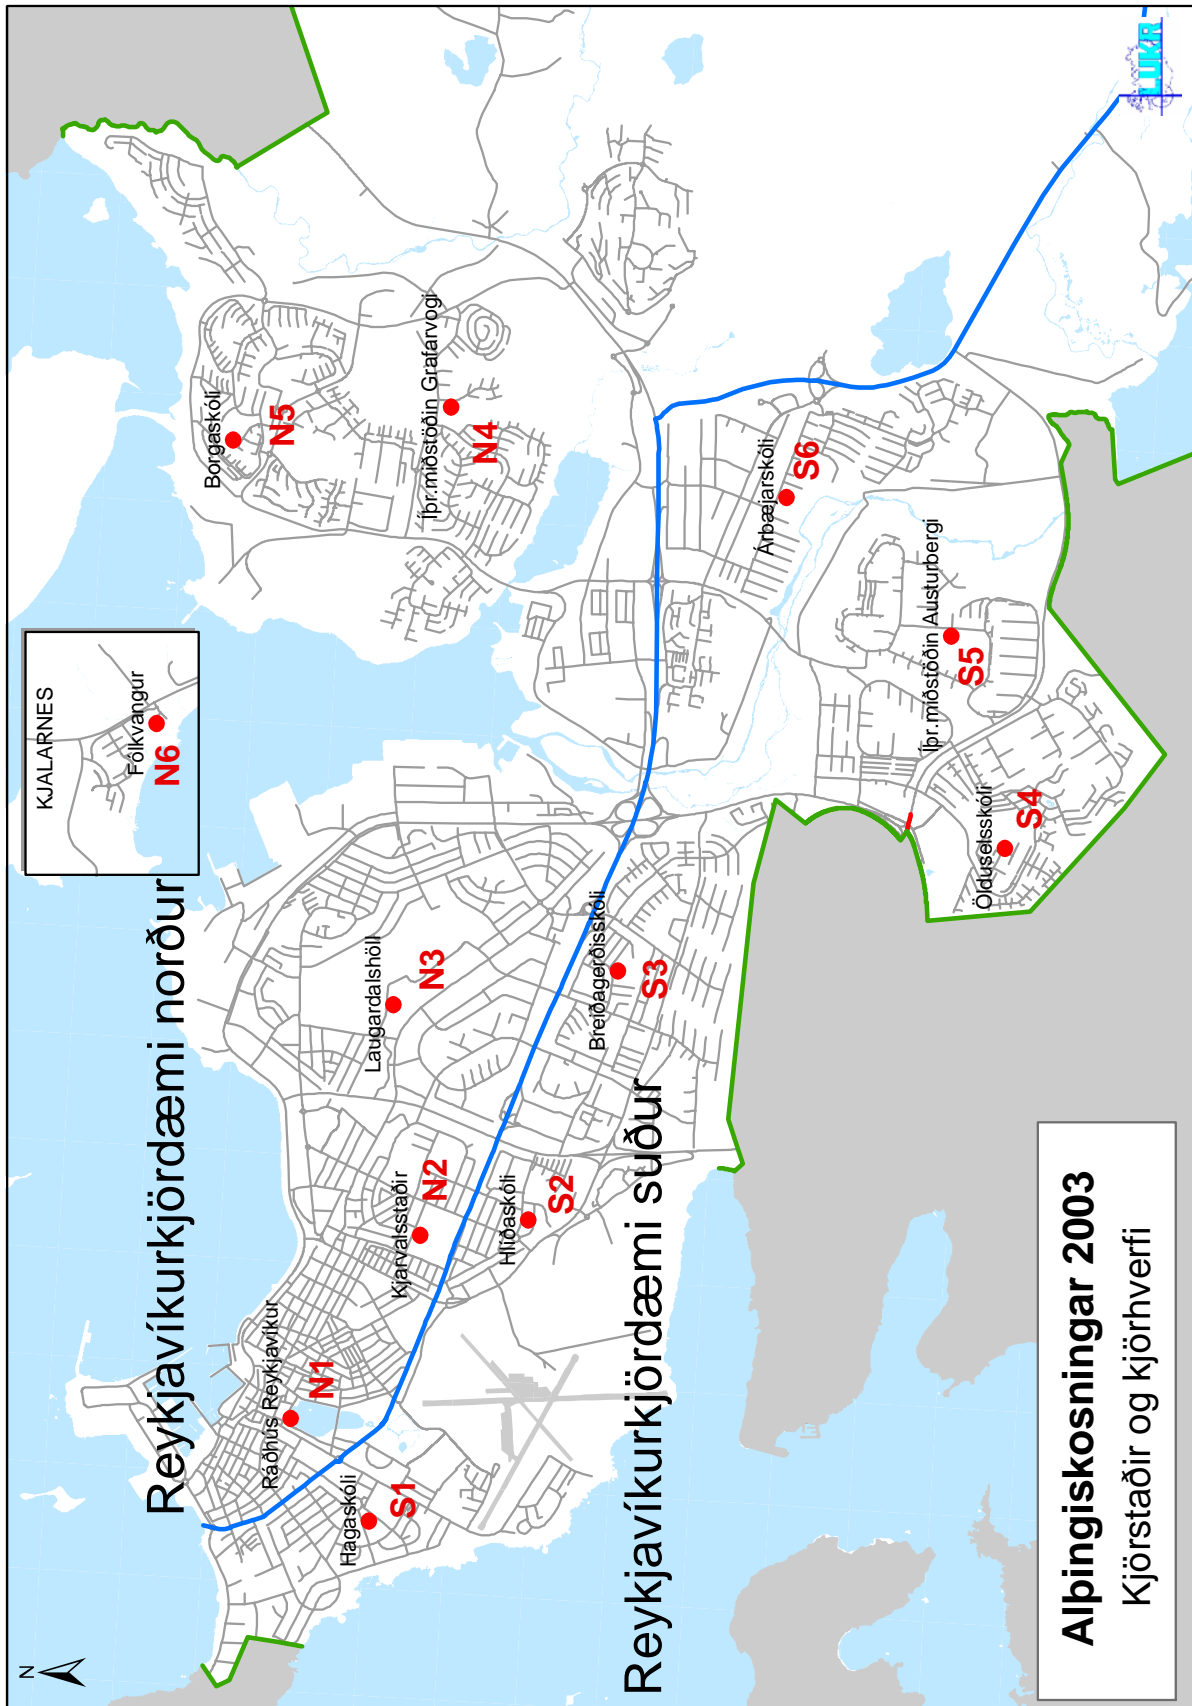 N
KJALARNES
Fólkvangur
N6
Reykjavíkurkjördæmi norður
Borgaskóli
N5
Íþr.miðstöðin Grafarvogi
N4
Laugardalshöll
N3
Kjarvalsstaðir
N2
Ráðhús Reykjavíkur
N1
Hagaskóli
S1
Hlíðaskóli
S2
Breiðagerðisskóli
S3
Árbæjarskóli
S6
Íþr.miðstöðin Austurbergi
S5
Ölduselsskóli
S4
Reykjavíkurkjördæmi suður
Alþingiskosningar 2003
Kjörstaðir og kjörhverfi
LUKR